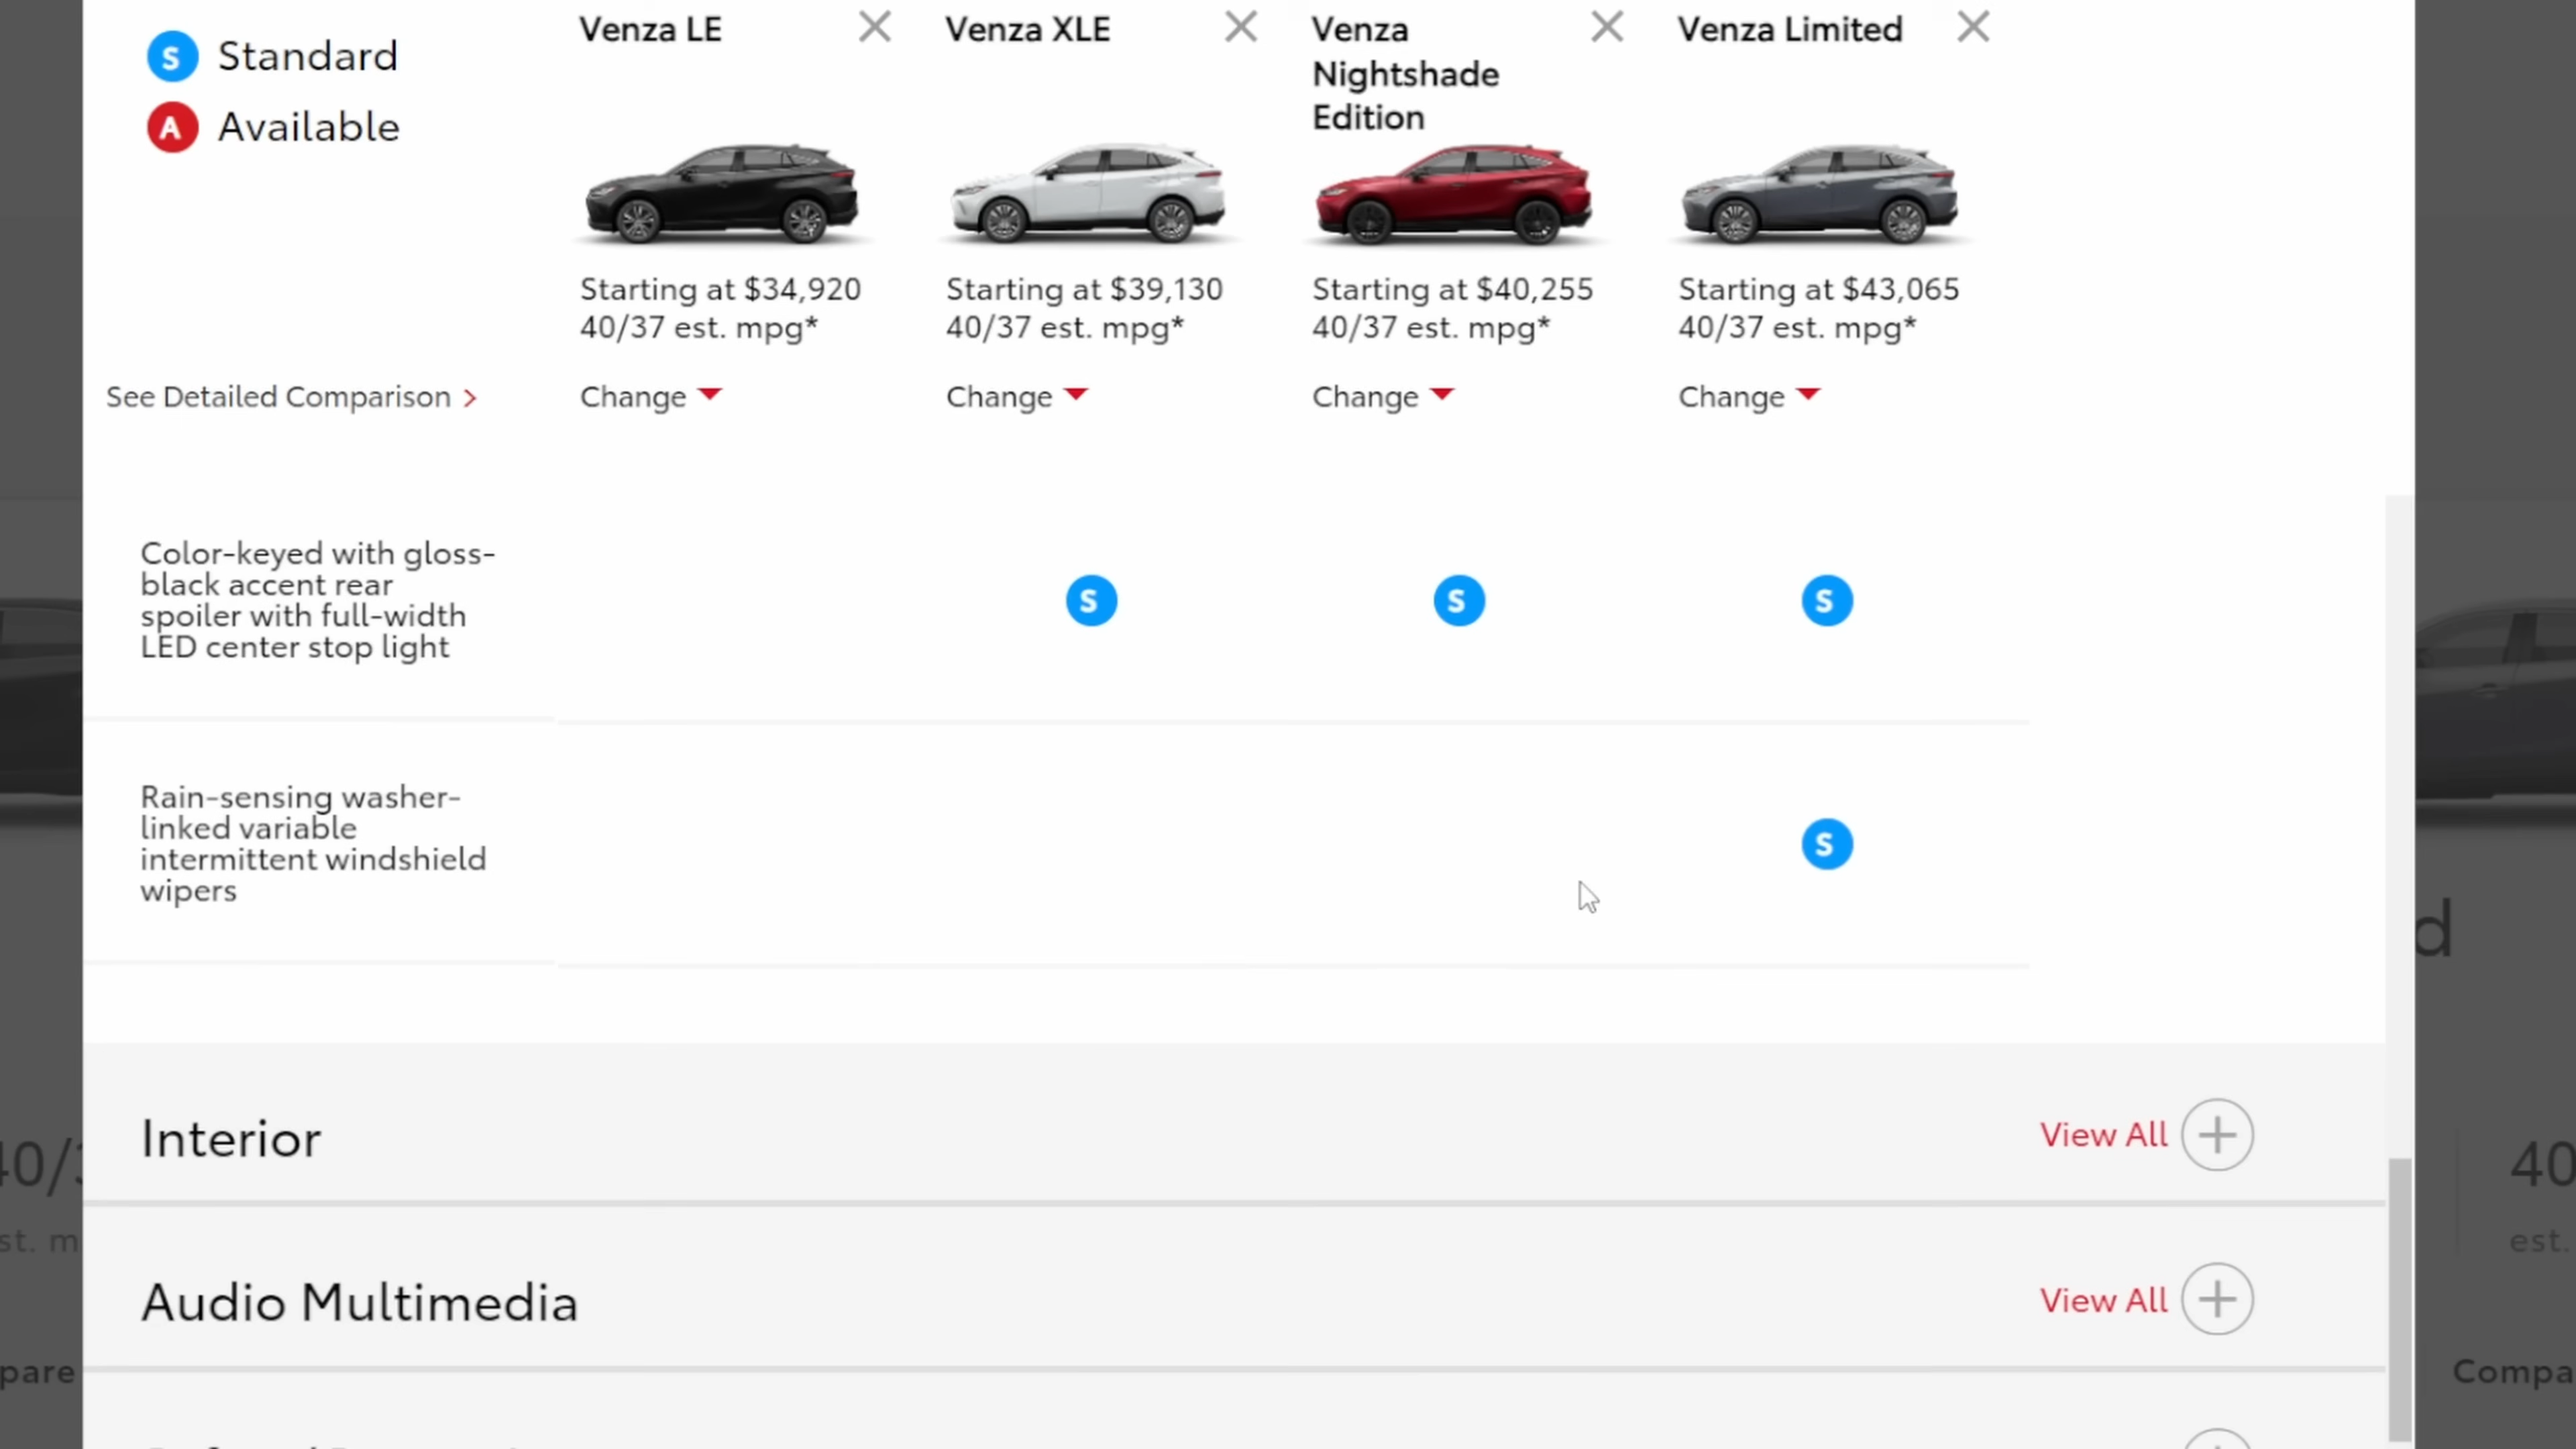 S Standard
A Available
Venza LE
Venza XLE
Venza
Nightshade
Edition
Venza Limited
Starting at $34,920
40/37 est. mpg*
Starting at $39,130
40/37 est. mpg*
Starting at $40,255
40/37 est. mpg*
Starting at $43,065
40/37 est. mpg*
See Detailed Comparison >
Change
Change
Change
Change
Color-keyed with gloss-
black accent rear
spoiler with full-width
LED center stop light
S
S
S
Rain-sensing washer-
linked variable
intermittent windshield
wipers
S
Interior
View All
Audio Multimedia
View All
d
40
est.